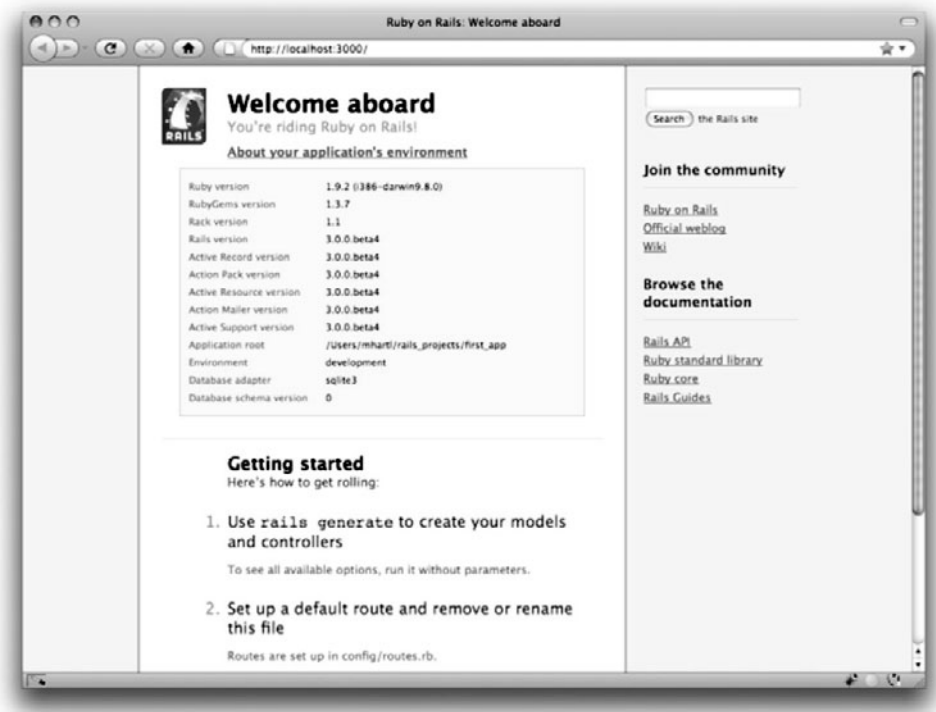 Ruby on Rails: Welcome aboard
http://localhost:3000/
RAILS
Welcome aboard
You're riding Ruby on Rails!
About your application's environment
Ruby version 1.9.2 (i386-darwin9.8.0)
RubyGems version 1.3.7
Rack version 1.1
Rails version 3.0.0.beta4
Active Record version 3.0.0.beta4
Action Pack version 3.0.0.beta4
Active Resource version 3.0.0.beta4
Action Mailer version 3.0.0.beta4
Active Support version 3.0.0.beta4
Application root /Users/mhartl/rails_projects/first_app
Environment development
Database adapter sqlite3
Database schema version 0
Getting started
Here's how to get rolling:
1. Use rails generate to create your models
and controllers
To see all available options, run it without parameters.
2. Set up a default route and remove or rename
this file
Routes are set up in config/routes.rb.
Search the Rails site
Join the community
Ruby on Rails
Official weblog
Wiki
Browse the
documentation
Rails API
Ruby standard library
Ruby core
Rails Guides